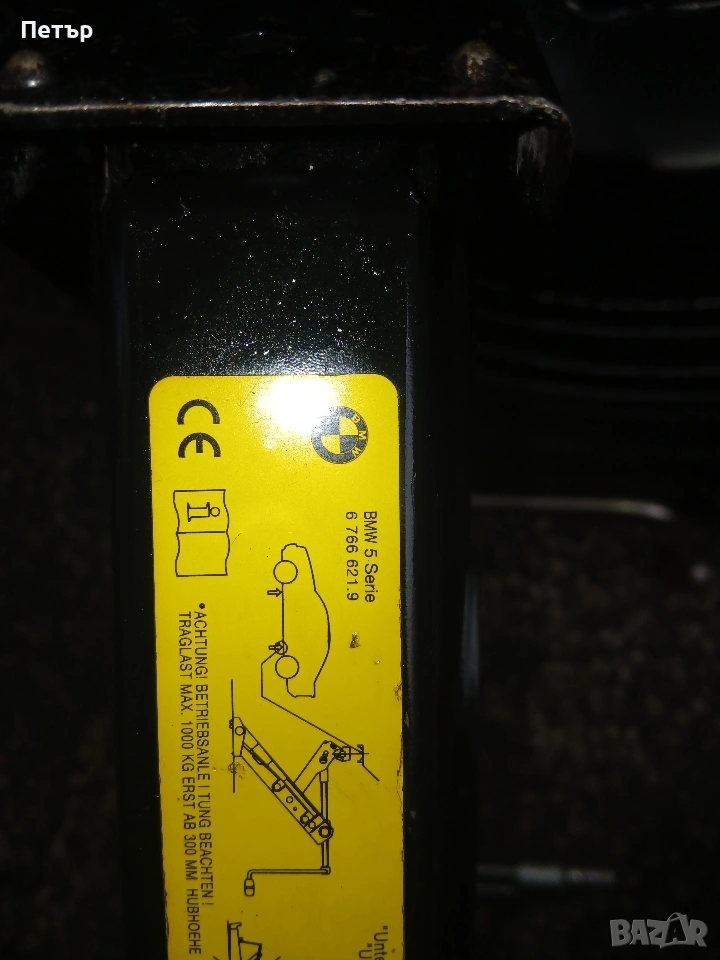 Петър
BMW
BMW 5 Serie
6 766 621.9
CE
i
*ACHTUNG! BETRIEBSANLEITUNG BEACHTEN!
TRAGLAST MAX. 1000 KG ERST AB 300 MM HUBHOEHE
"Unte
"U
BAZAR